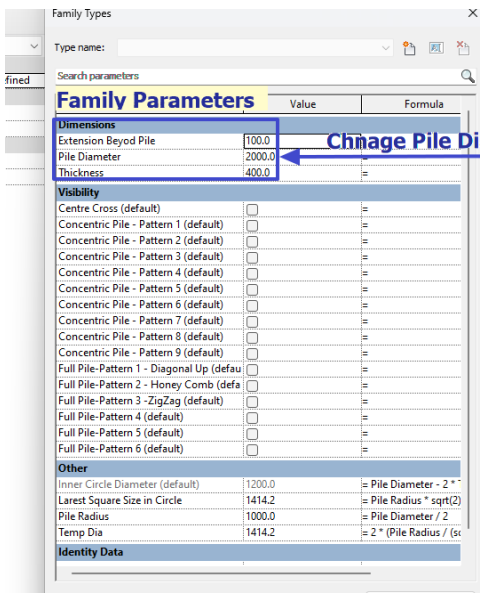 Family Types
Type name:
Search parameters
fined
Family Parameters
Value Formula
Dimensions
Extension Beyod Pile 100.0
Chnage Pile Di
Pile Diameter 2000.0 =
Thickness 400.0 =
Visibility
Centre Cross (default) =
Concentric Pile - Pattern 1 (default) =
Concentric Pile - Pattern 2 (default) =
Concentric Pile - Pattern 3 (default) =
Concentric Pile - Pattern 4 (default) =
Concentric Pile - Pattern 5 (default) =
Concentric Pile - Pattern 6 (default) =
Concentric Pile - Pattern 7 (default) =
Concentric Pile - Pattern 8 (default) =
Concentric Pile - Pattern 9 (default) =
Full Pile-Pattern 1 - Diagonal Up (defau =
Full Pile-Pattern 2 - Honey Comb (defa =
Full Pile-Pattern 3 -ZigZag (default) =
Full Pile-Pattern 4 (default) =
Full Pile-Pattern 5 (default) =
Full Pile-Pattern 6 (default) =
Other
Inner Circle Diameter (default) 1200.0 = Pile Diameter - 2 *
Larest Square Size in Circle 1414.2 = Pile Radius * sqrt(2)
Pile Radius 1000.0 = Pile Diameter / 2
Temp Dia 1414.2 = 2 * (Pile Radius / (sq
Identity Data